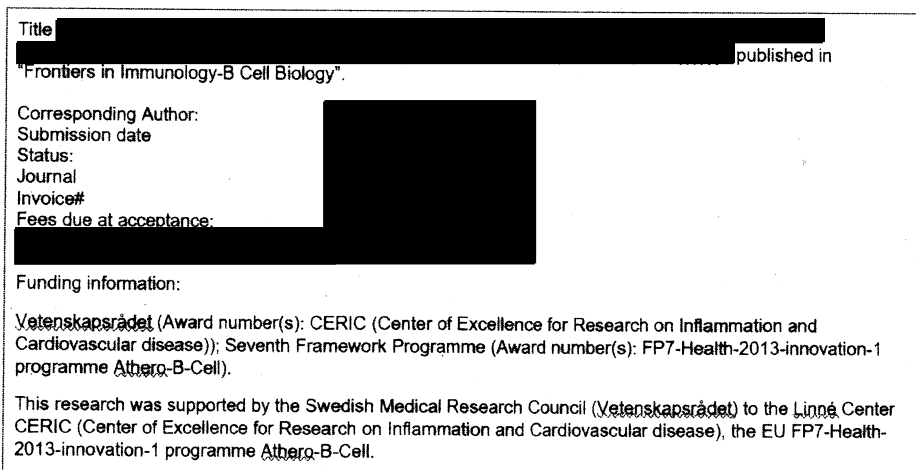 Title
published in
"Frontiers in Immunology-B Cell Biology".
Corresponding Author:
Submission date
Status:
Journal
Invoice#
Fees due at acceptance:
Funding information:
Vetenskapsrådet (Award number(s): CERIC (Center of Excellence for Research on Inflammation and
Cardiovascular disease)); Seventh Framework Programme (Award number(s): FP7-Health-2013-innovation-1
programme Athero-B-Cell).
This research was supported by the Swedish Medical Research Council (Vetenskapsrådet) to the Linné Center
CERIC (Center of Excellence for Research on Inflammation and Cardiovascular disease), the EU FP7-Health-
2013-innovation-1 programme Athero-B-Cell.